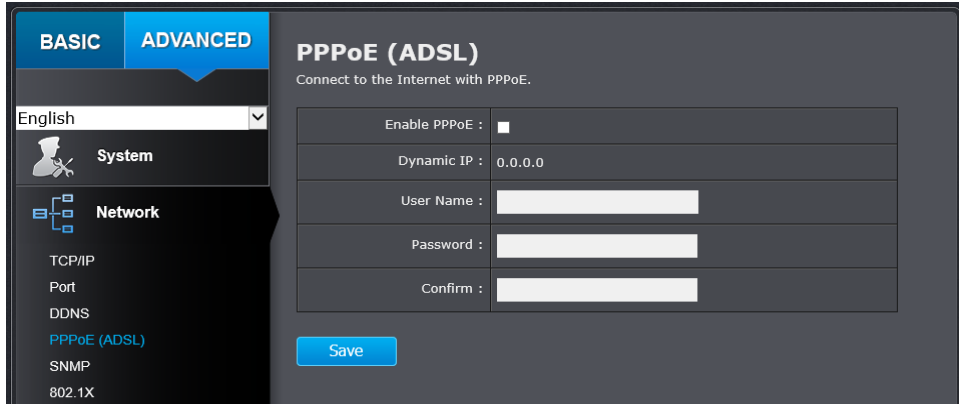 BASIC
ADVANCED
English
System
Network
TCP/IP
Port
DDNS
PPPoE (ADSL)
SNMP
802.1X
PPPoE (ADSL)
Connect to the Internet with PPPoE.
Enable PPPoE :
Dynamic IP : 0.0.0.0
User Name :
Password :
Confirm :
Save